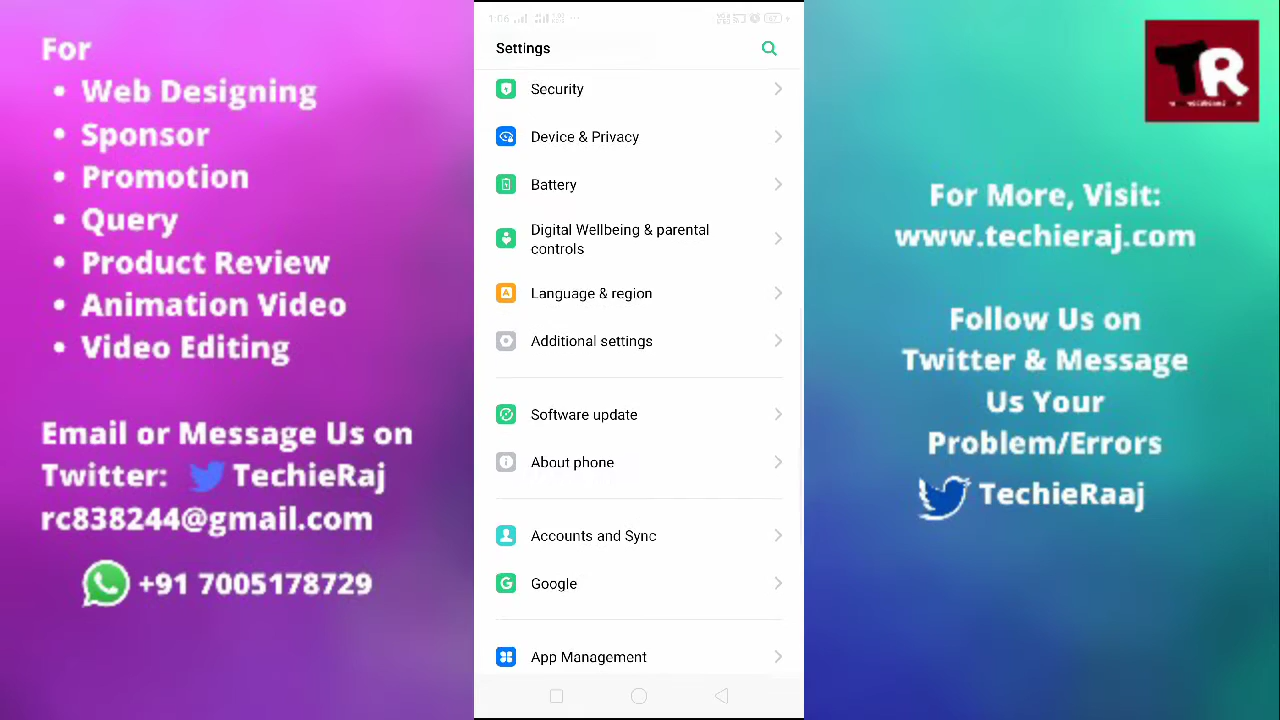 For
• Web Designing
• Sponsor
• Promotion
• Query
• Product Review
• Animation Video
• Video Editing
Email or Message Us on
Twitter: TechieRaj
rc838244@gmail.com
+91 7005178729
1:06
Settings
Security
Device & Privacy
Battery
Digital Wellbeing & parental
controls
Language & region
Additional settings
Software update
About phone
Accounts and Sync
Google
App Management
TR
For More, Visit:
www.techieraj.com
Follow Us on
Twitter & Message
Us Your
Problem/Errors
TechieRaaj